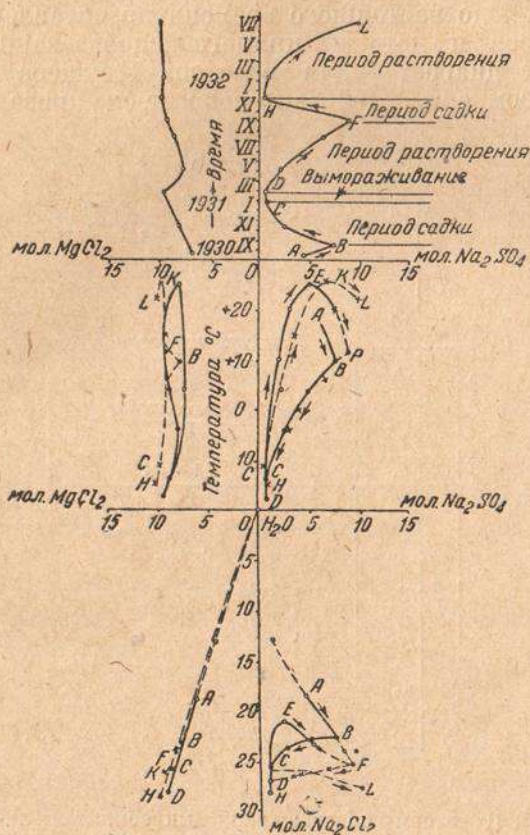 VII
V
III
I
XI
IX
VII
V
III
I
XI
IX
1932
1931
1930
Время
L
Период растворения
H
Период садки
F
Период растворения
Вымораживание
D
C
Период садки
A
B
мол. MgCl2
мол. Na2SO4
15
10
5
0
5
10
15
K
L
F
B
C
H
Температура °C
+20
+10
0
10
C
E
K
L
A
P
B
C
H
D
мол. MgCl2
мол. Na2SO4
15
10
5
0
H2O
5
10
15
5
10
15
20
25
30
A
B
F
K
C
H
D
A
E
B
C
F
D
H
L
мол. Na2Cl2